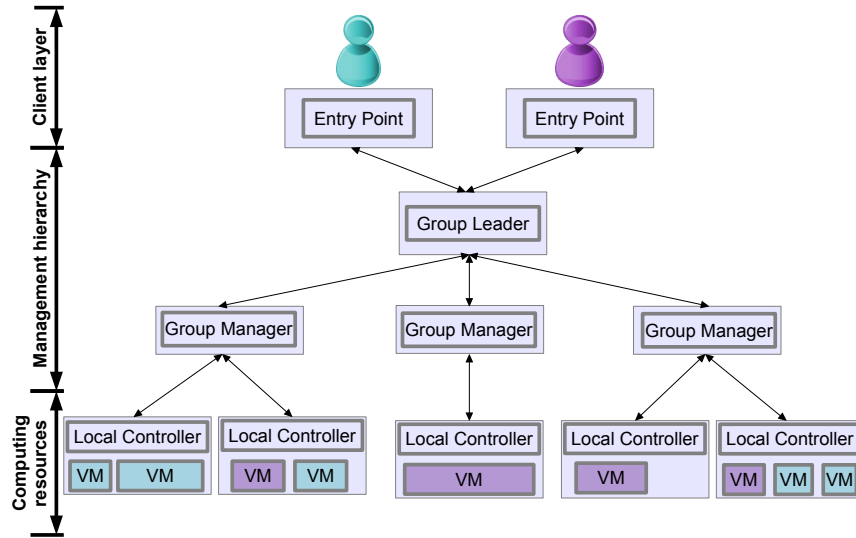 Client layer
Entry Point
Entry Point
Management hierarchy
Group Leader
Group Manager
Group Manager
Group Manager
Computing
resources
Local Controller
VM
VM
Local Controller
VM
VM
Local Controller
VM
Local Controller
VM
Local Controller
VM
VM
VM